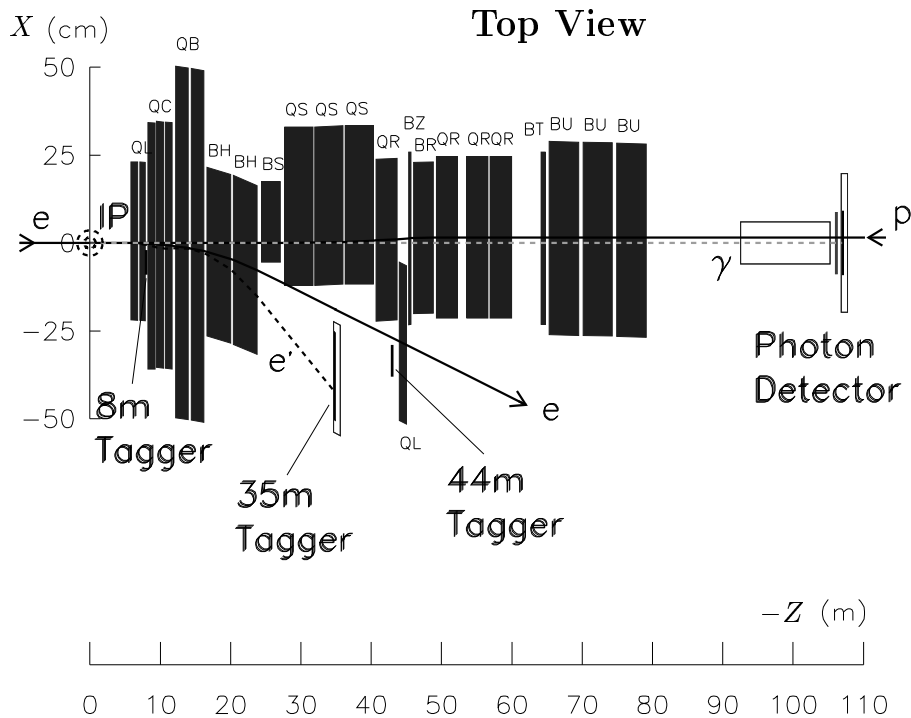 Top View
X (cm)
QB
50
QC
QS QS QS
BZ
QR
BR QR QR QR
BT BU BU BU
QL
BH BH BS
25
e
IP
p
0
γ
−25
e'
Photon
Detector
8m
Tagger
e
−50
QL
35m
Tagger
44m
Tagger
−Z (m)
0 10 20 30 40 50 60 70 80 90 100 110